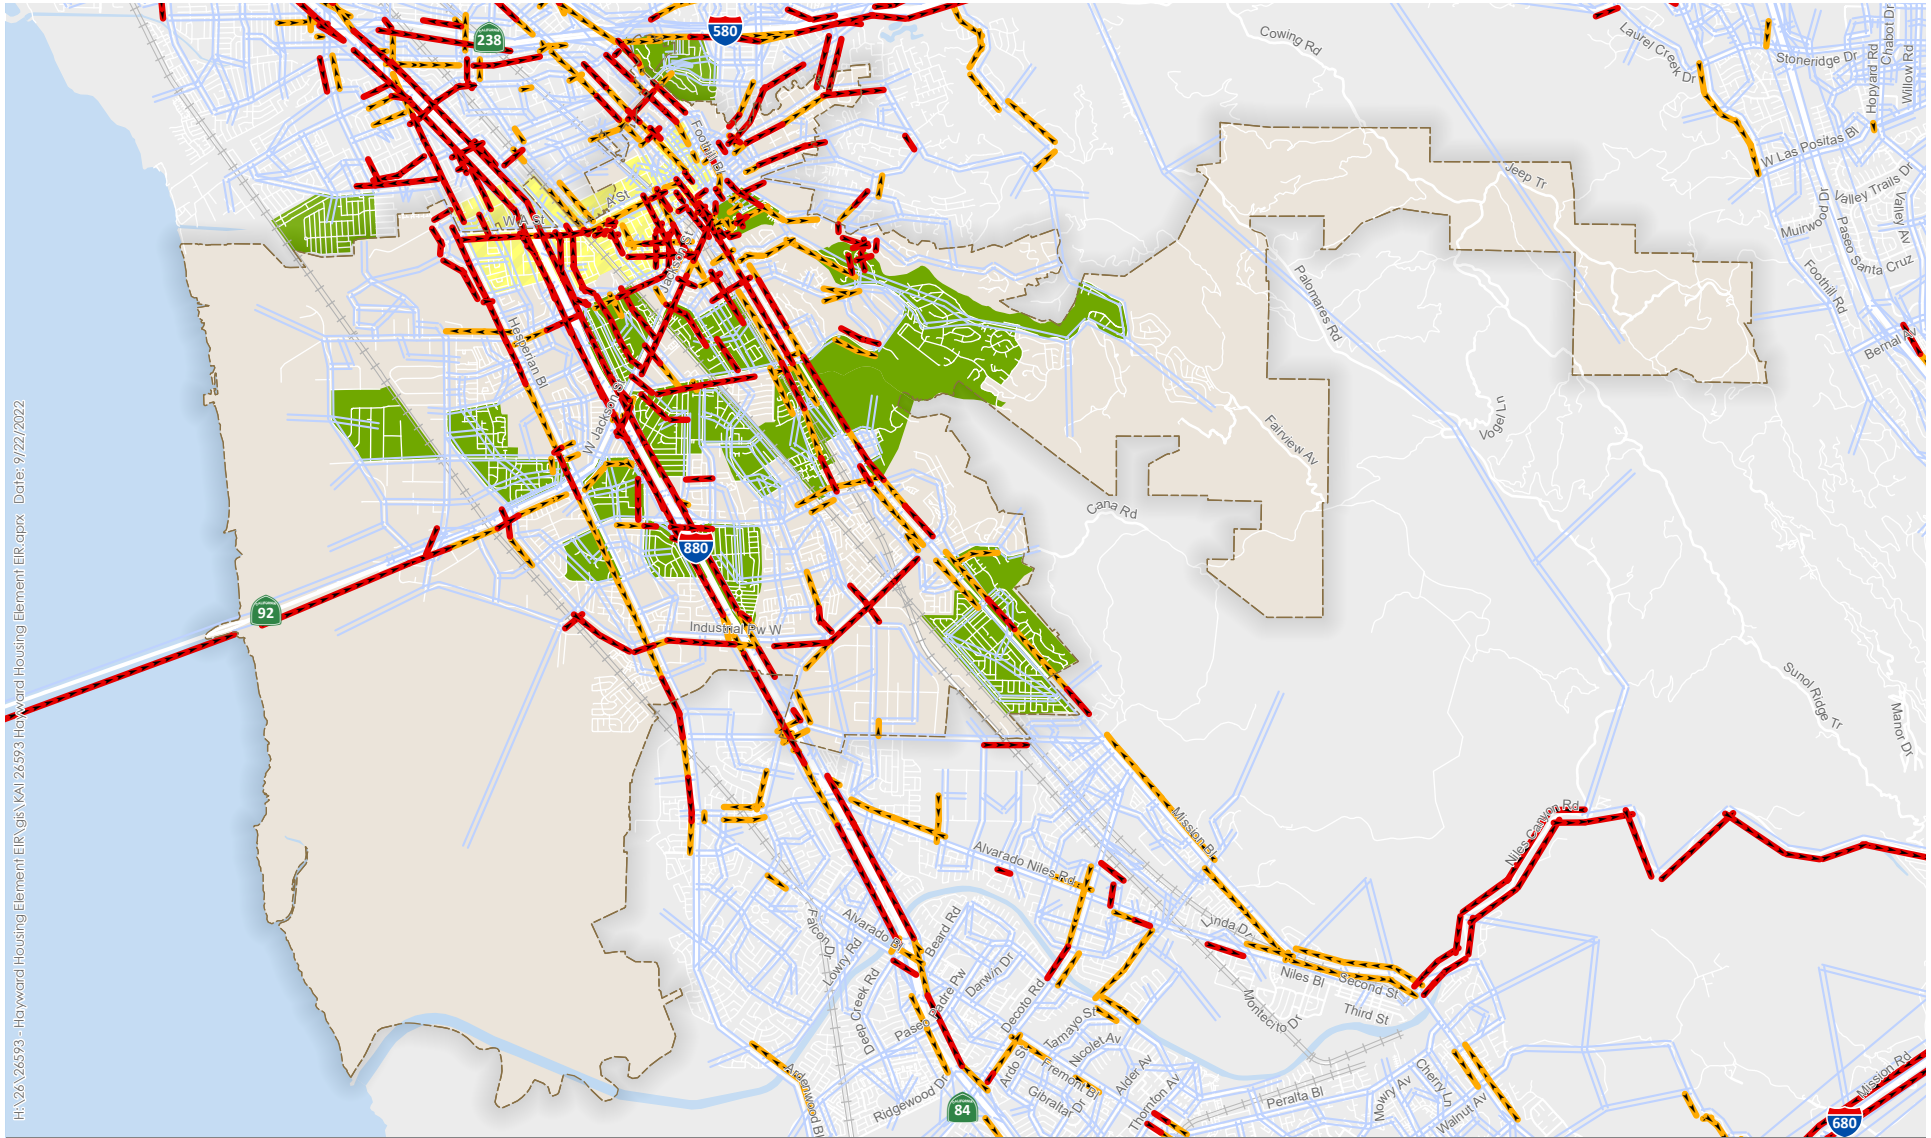 580
CALIFORNIA
238
Cowing Rd
Laurel Creek Dr
Stoneridge Dr
Hopyard Rd
Chabot Dr
Willow Rd
W Las Positas Bl
Foothill Bl
Jeep Tr
Valley Trails Dr
Muirwood Dr
Valley Av
Paseo Santa Cruz
W A St
A St
Jackson St
Palomares Rd
Foothill Rd
Bernal Av
Hesperian Bl
W Jackson St
Vogel Ln
Fairview Av
Cana Rd
880
CALIFORNIA
92
Industrial Pw W
Sunol Ridge Tr
Manor Dr
Mission Bl
Niles Canyon Rd
Alvarado Niles Rd
Alvarado Bl
Falcon Dr
Lowry Rd
Beard Rd
Linda Dr
Deep Creek Rd
Paseo Padre Pw
Darwin Dr
Decoto Rd
Niles Bl
Second St
Third St
Montecito Dr
Tamayo St
Nicolet Av
Ardo St
Fremont Bl
Alder Av
Gibraltar Dr
Thornton Av
Peralta Bl
Mowry Av
Cherry Ln
Walnut Av
Mission Rd
Ardenwood Bl
Ridgewood Dr
CALIFORNIA
84
680
H:\26\26593 - Hayward Housing Element EIR\gis\KAI 26593 Hayward Housing Element EIR.aprx Date: 9/22/2022